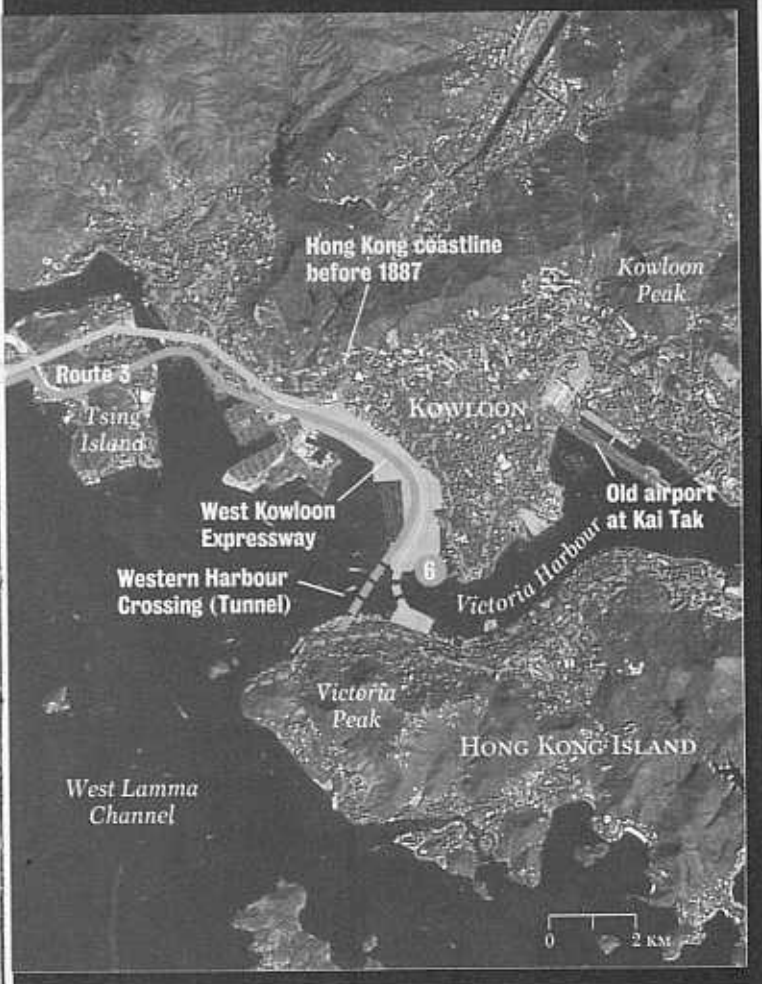 Hong Kong coastline
before 1887
Kowloon
Peak
Route 3
Tsing
Island
KOWLOON
West Kowloon
Expressway
Old airport
at Kai Tak
Western Harbour
Crossing (Tunnel)
6
Victoria Harbour
Victoria
Peak
HONG KONG ISLAND
West Lamma
Channel
0 2 KM